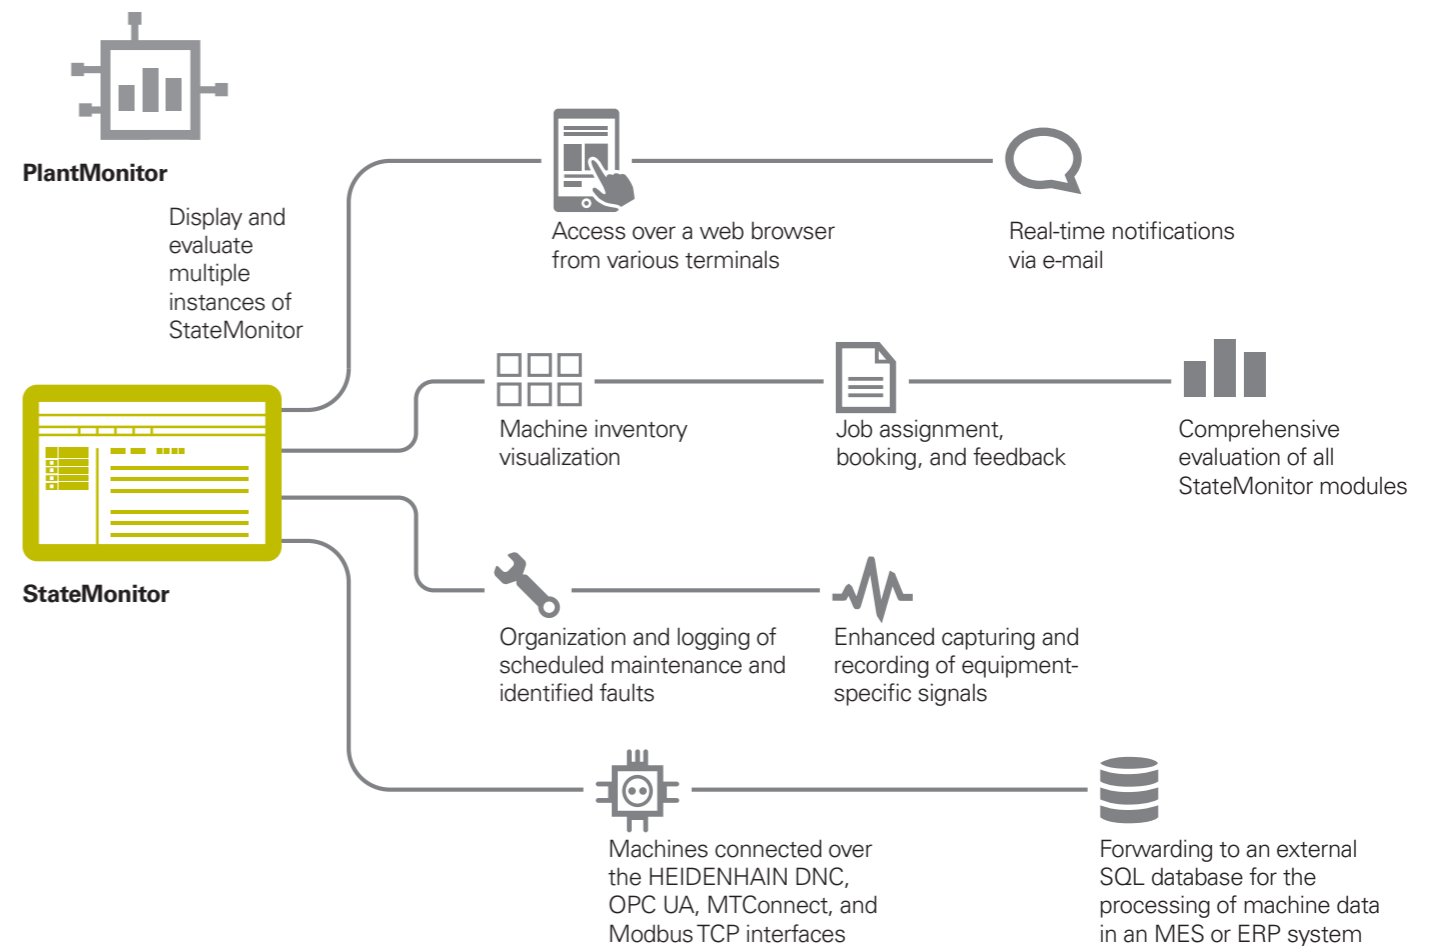 PlantMonitor
Display and
evaluate
multiple
instances of
StateMonitor
Access over a web browser
from various terminals
Real-time notifications
via e-mail
Machine inventory
visualization
Job assignment,
booking, and feedback
Comprehensive
evaluation of all
StateMonitor modules
StateMonitor
Organization and logging of
scheduled maintenance and
identified faults
Enhanced capturing and
recording of equipment-
specific signals
Machines connected over
the HEIDENHAIN DNC,
OPC UA, MTConnect, and
Modbus TCP interfaces
Forwarding to an external
SQL database for the
processing of machine data
in an MES or ERP system